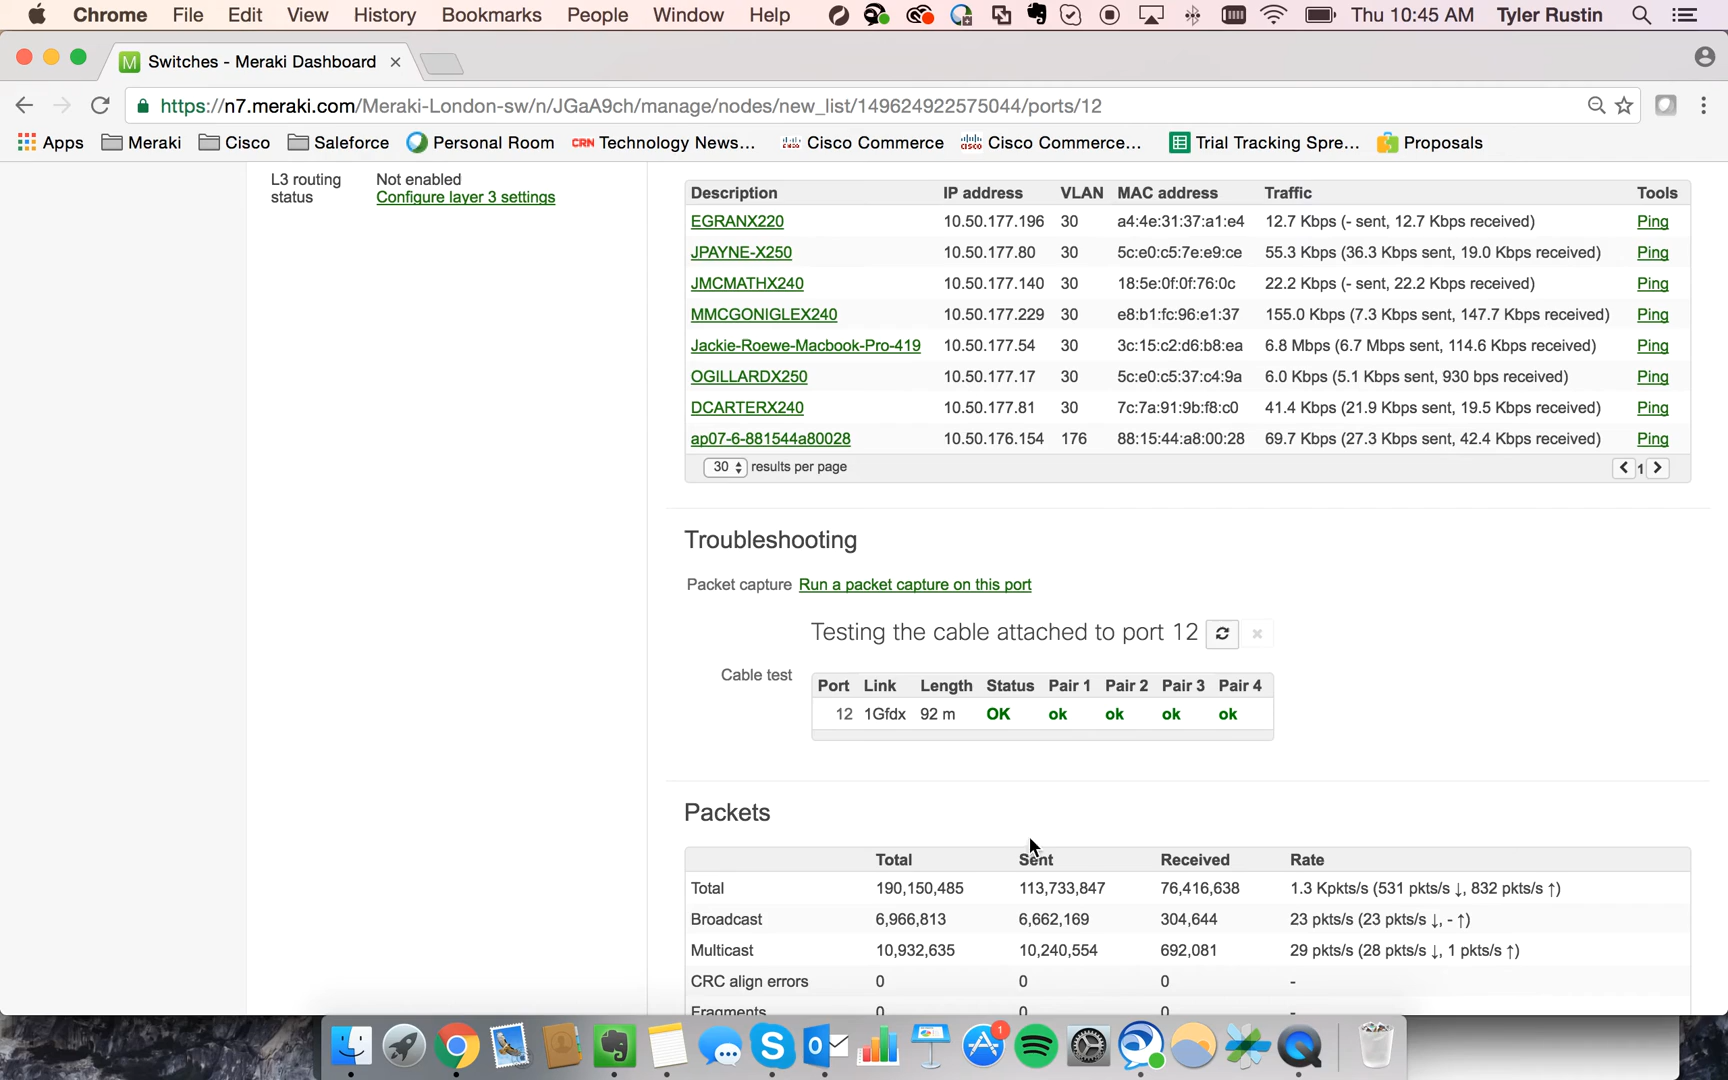 Chrome File Edit View History Bookmarks People Window Help Thu 10:45 AM Tyler Rustin
Switches - Meraki Dashboard
https://n7.meraki.com/Meraki-London-sw/n/JGaA9ch/manage/nodes/new_list/149624922575044/ports/12
Apps Meraki Cisco Saleforce Personal Room CRN Technology News... Cisco Commerce Cisco Commerce... Trial Tracking Spre... Proposals
L3 routing status Not enabled
Configure layer 3 settings
Description IP address VLAN MAC address Traffic Tools
EGRANX220 10.50.177.196 30 a4:4e:31:37:a1:e4 12.7 Kbps (- sent, 12.7 Kbps received) Ping
JPAYNE-X250 10.50.177.80 30 5c:e0:c5:7e:e9:ce 55.3 Kbps (36.3 Kbps sent, 19.0 Kbps received) Ping
JMCMATHX240 10.50.177.140 30 18:5e:0f:0f:76:0c 22.2 Kbps (- sent, 22.2 Kbps received) Ping
MMCGONIGLEX240 10.50.177.229 30 e8:b1:fc:96:e1:37 155.0 Kbps (7.3 Kbps sent, 147.7 Kbps received) Ping
Jackie-Roewe-Macbook-Pro-419 10.50.177.54 30 3c:15:c2:d6:b8:ea 6.8 Mbps (6.7 Mbps sent, 114.6 Kbps received) Ping
OGILLARDX250 10.50.177.17 30 5c:e0:c5:37:c4:9a 6.0 Kbps (5.1 Kbps sent, 930 bps received) Ping
DCARTERX240 10.50.177.81 30 7c:7a:91:9b:f8:c0 41.4 Kbps (21.9 Kbps sent, 19.5 Kbps received) Ping
ap07-6-881544a80028 10.50.176.154 176 88:15:44:a8:00:28 69.7 Kbps (27.3 Kbps sent, 42.4 Kbps received) Ping
30 results per page 1
Troubleshooting
Packet capture Run a packet capture on this port
Testing the cable attached to port 12
Cable test
Port Link Length Status Pair 1 Pair 2 Pair 3 Pair 4
12 1Gfdx 92 m OK ok ok ok ok
Packets
Total Sent Received Rate
Total 190,150,485 113,733,847 76,416,638 1.3 Kpkts/s (531 pkts/s ↓, 832 pkts/s ↑)
Broadcast 6,966,813 6,662,169 304,644 23 pkts/s (23 pkts/s ↓, - ↑)
Multicast 10,932,635 10,240,554 692,081 29 pkts/s (28 pkts/s ↓, 1 pkts/s ↑)
CRC align errors 0 0 0 -
Fragments 0 0 0 -
1